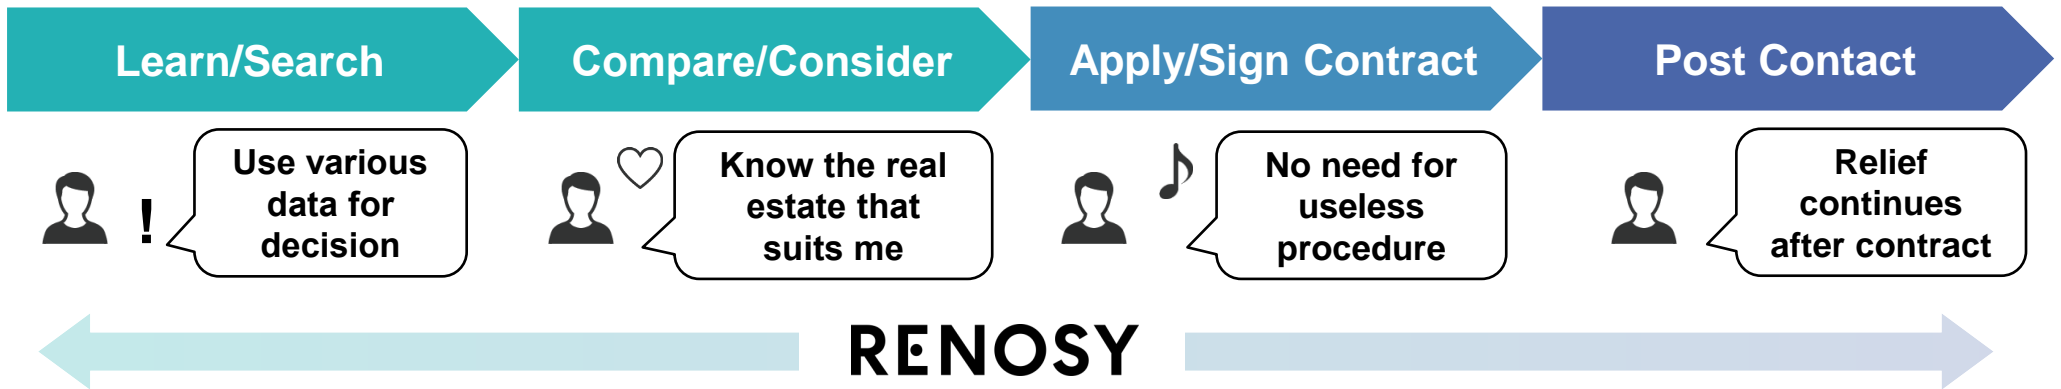 Learn/Search
Compare/Consider
Apply/Sign Contract
Post Contact
!
Use various
data for
decision
Know the real
estate that
suits me
No need for
useless
procedure
Relief
continues
after contract
RENOSY